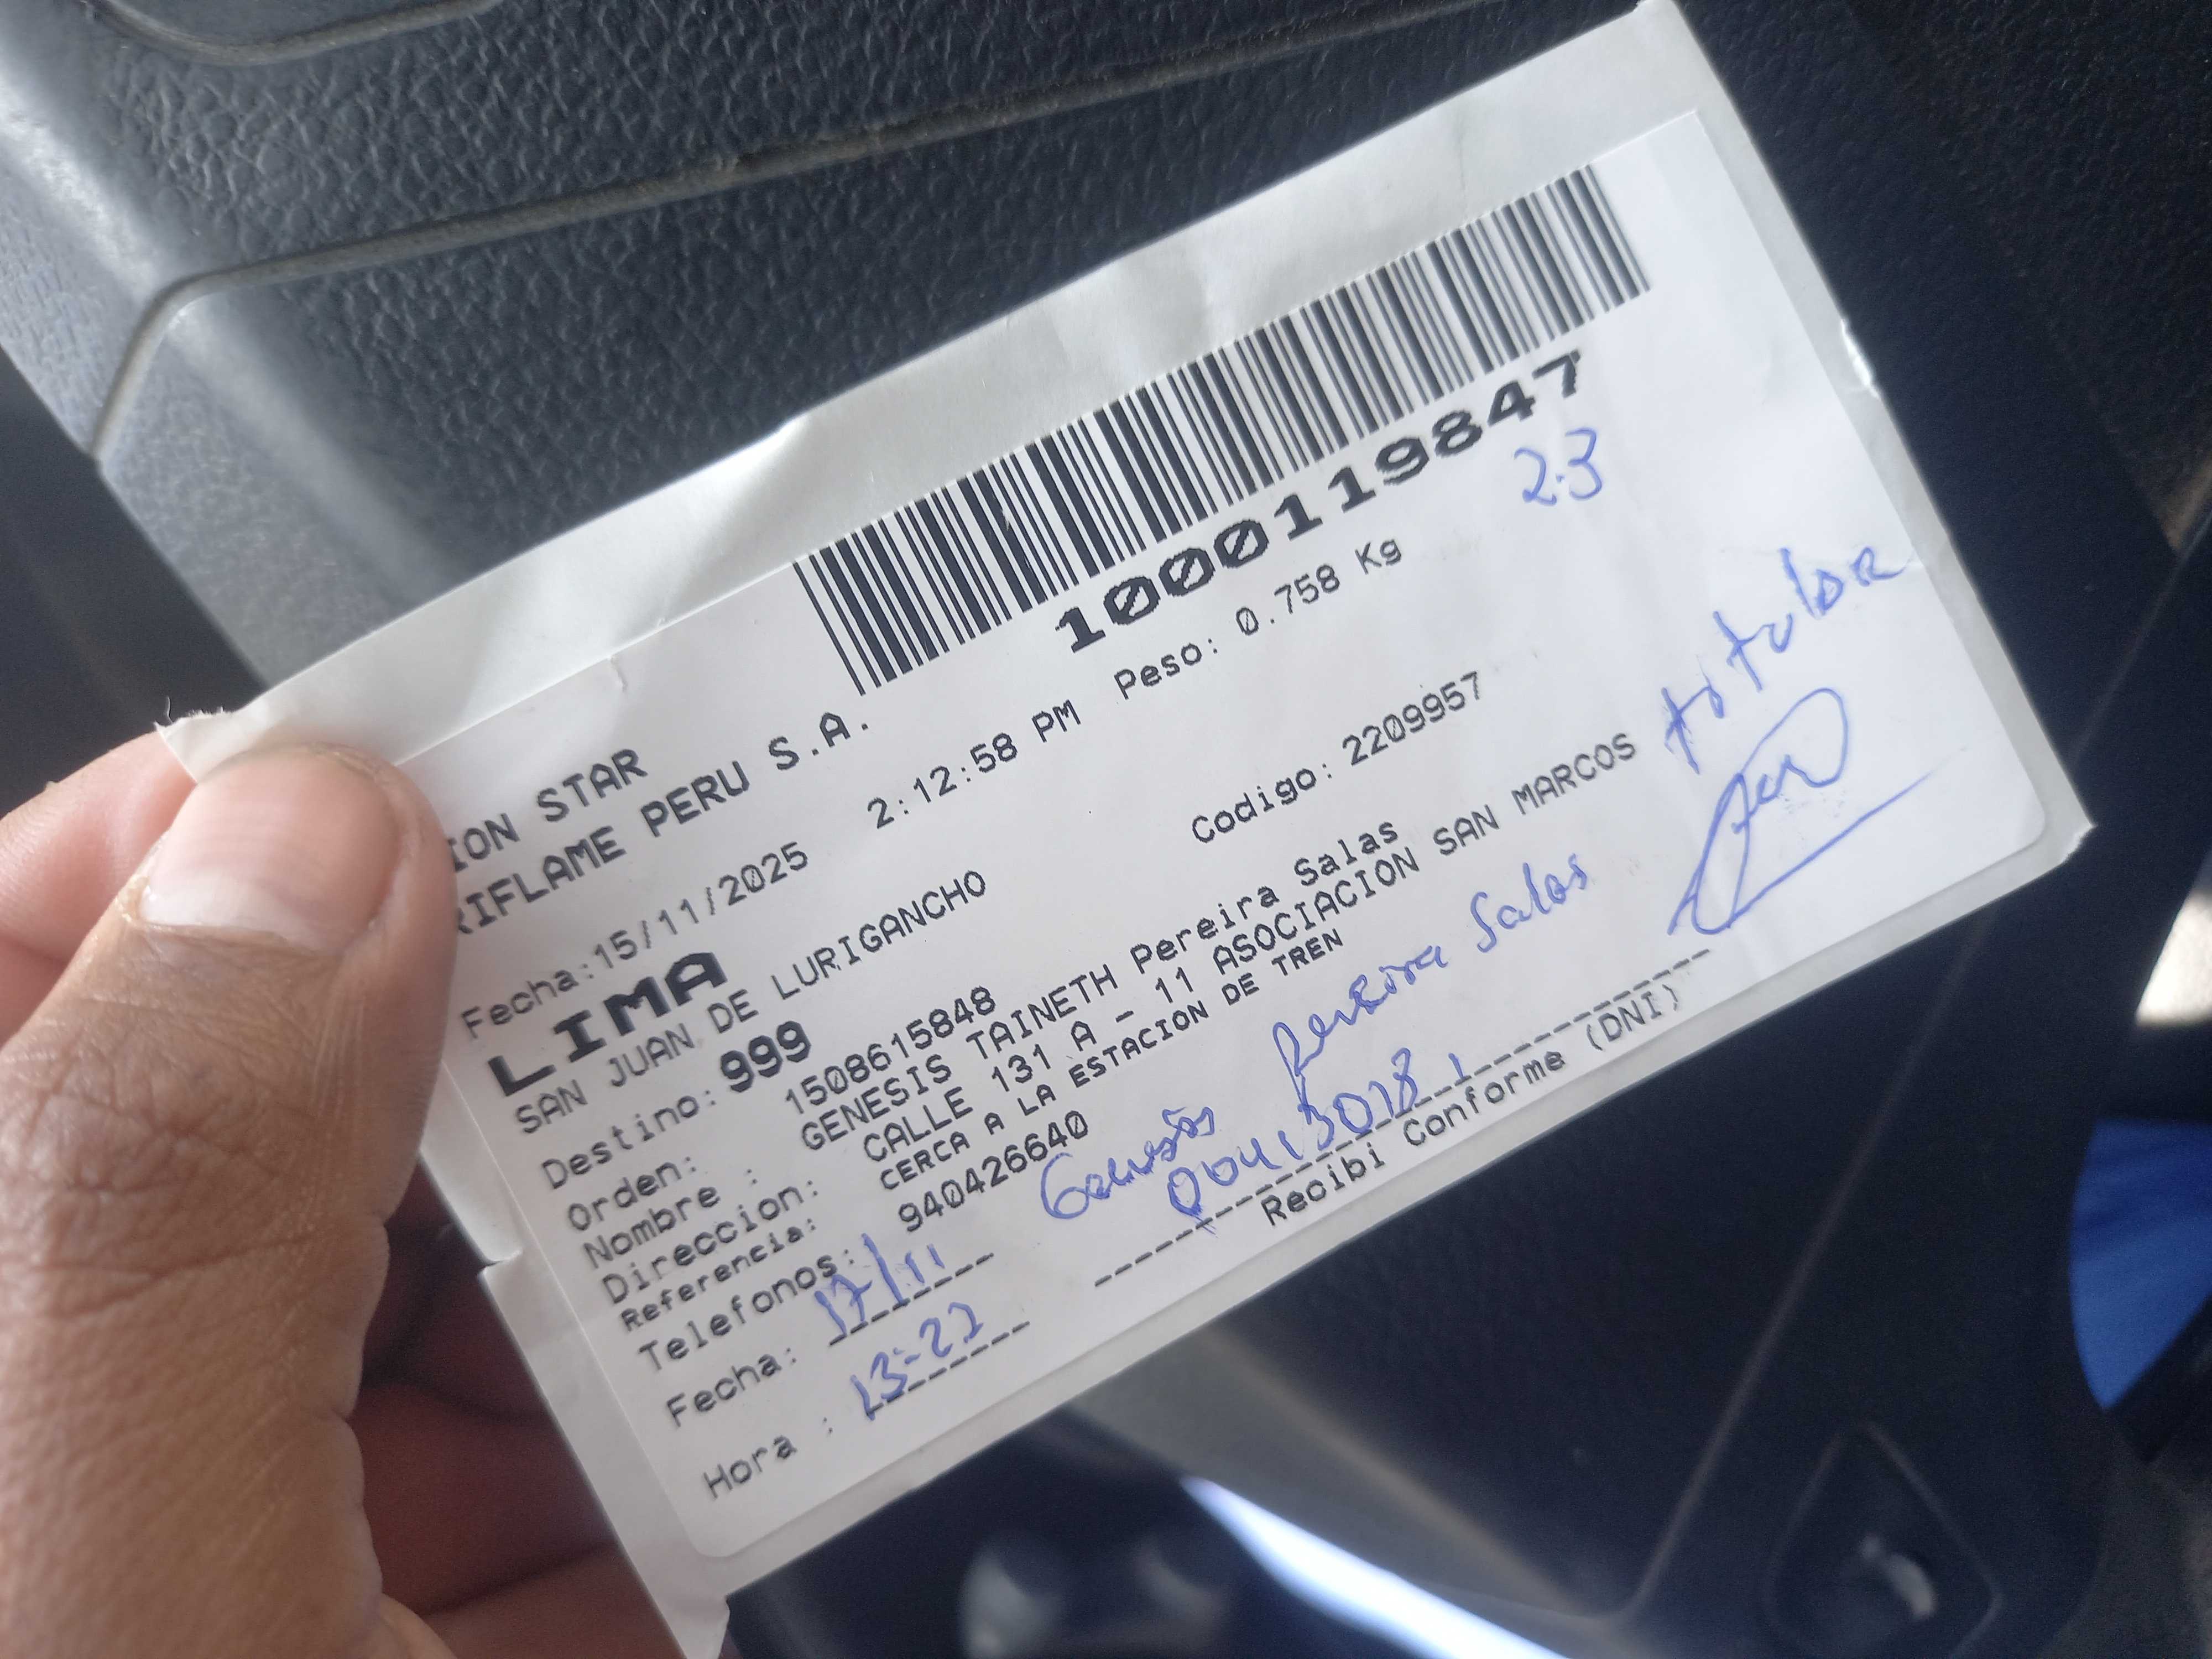 1000119847
2-3
ION STAR
RIFLAME PERU S.A.
Fecha:15/11/2025 2:12:58 PM Peso: 0.758 Kg
LIMA
SAN JUAN DE LURIGANCHO
Destino: 999 Codigo: 2209957
Orden: 1508615848
Nombre : GENESIS TAINETH Pereira Salas
Direccion: CALLE 131 A - 11 ASOCIACION SAN MARCOS
Referencia: CERCA A LA ESTACION DE TREN
Telefonos: 940426640
titular
Genesis Pereira Salas
Fecha: 17/11
Hora : 13-22
Recibi Conforme (DNI)